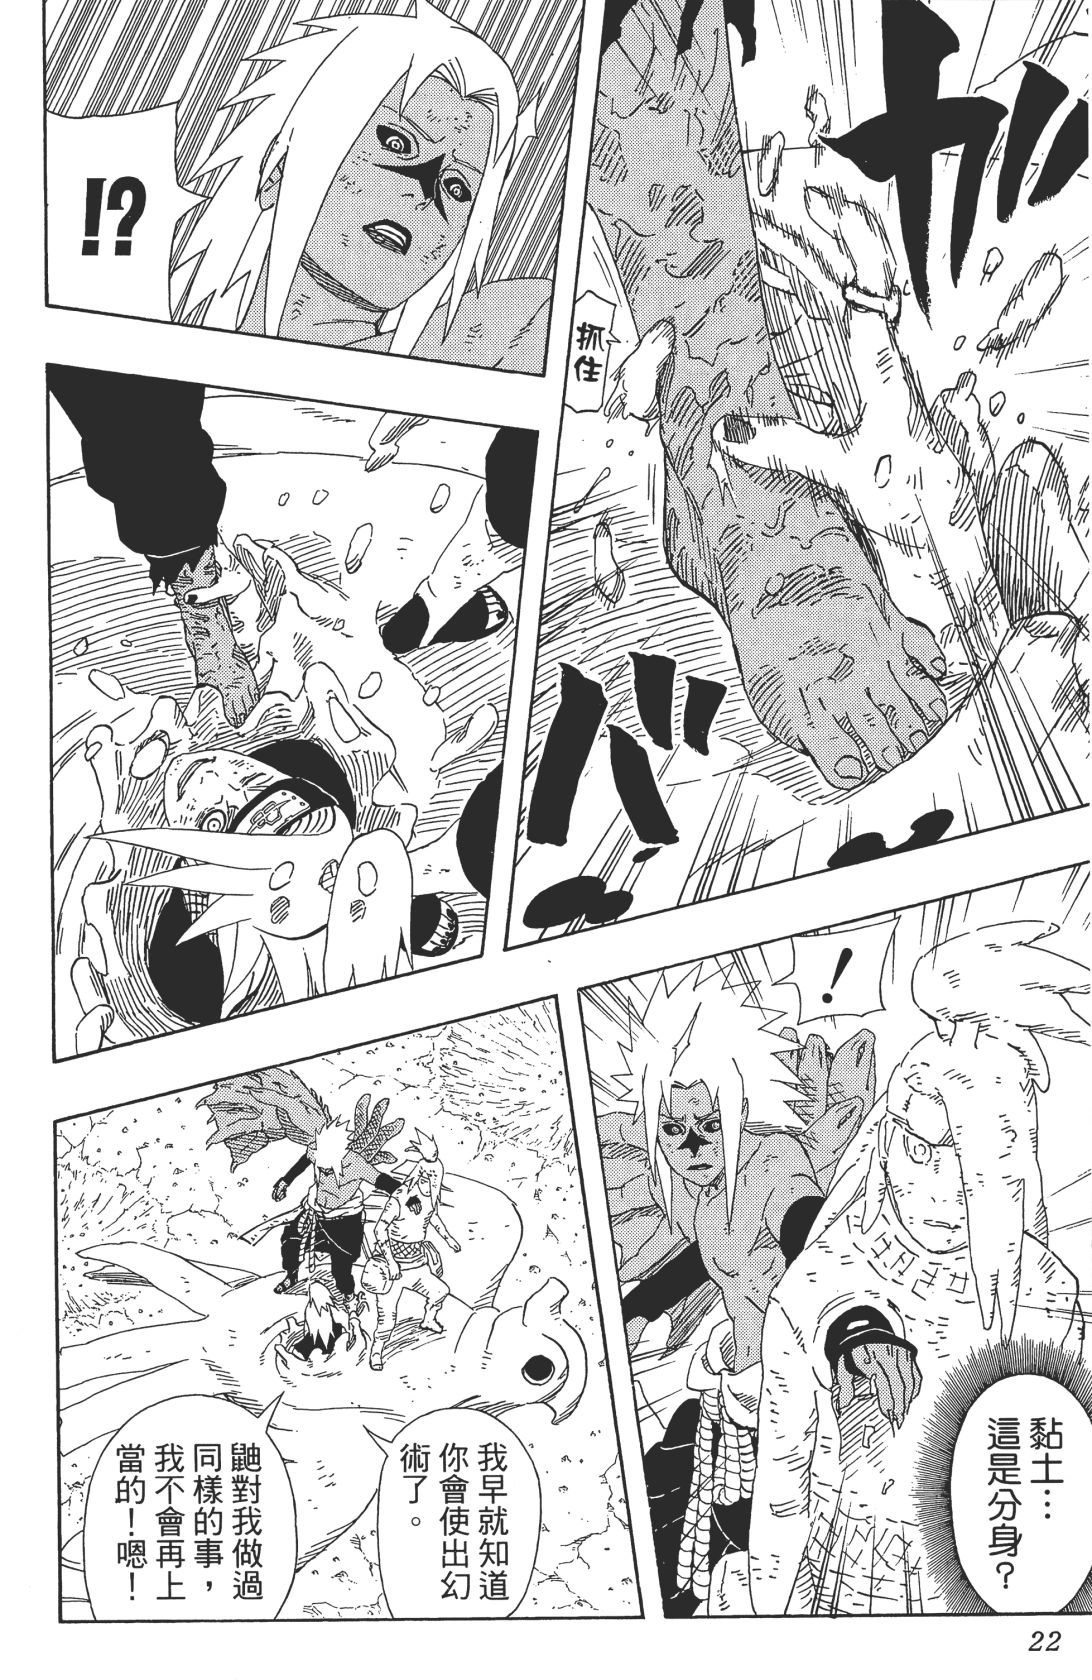 ガ
抓住
バ
!?
!
黏土…
這是分身？
我早就知道
你會使出幻
術了。
鼬對我做過
同樣的事，
我不會再上
當的！嗯！
22